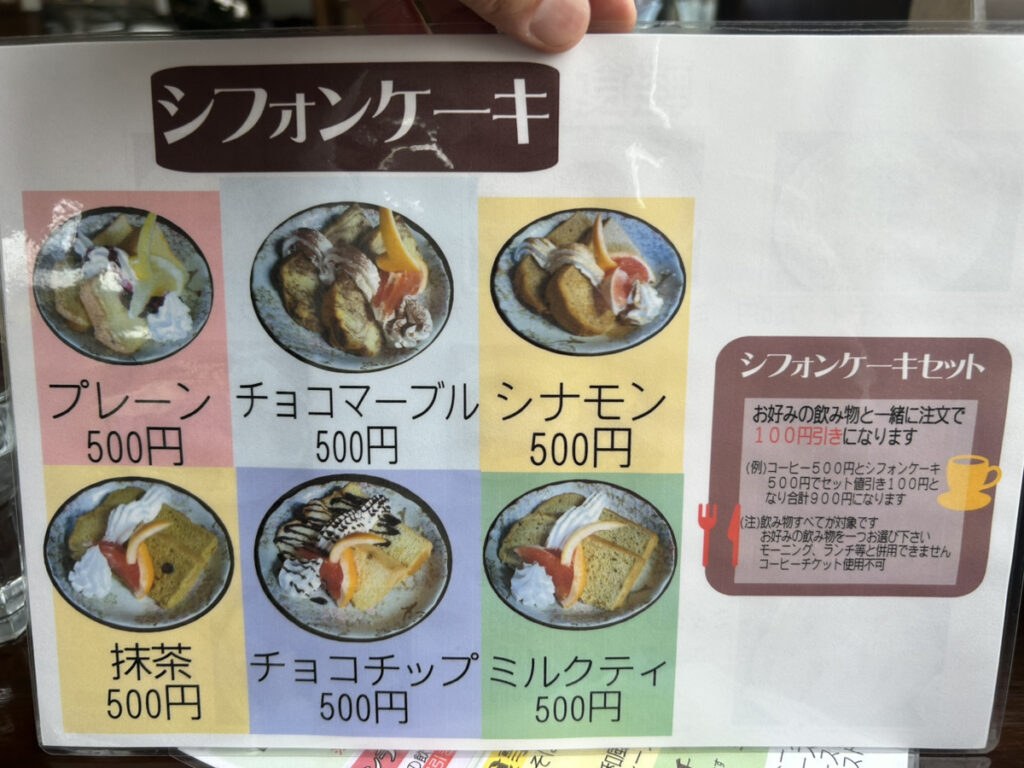 シフォンケーキ
プレーン
500円
チョコマーブル
500円
シナモン
500円
抹茶
500円
チョコチップ
500円
ミルクティ
500円
シフォンケーキセット
お好みの飲み物と一緒に注文で
100円引きになります
(例)コーヒー500円とシフォンケーキ
500円でセット値引き100円と
なり合計900円になります
(注)飲み物すべてが対象です
お好みの飲み物を一つお選び下さい
モーニング、ランチ等と併用できません
コーヒーチケット使用不可